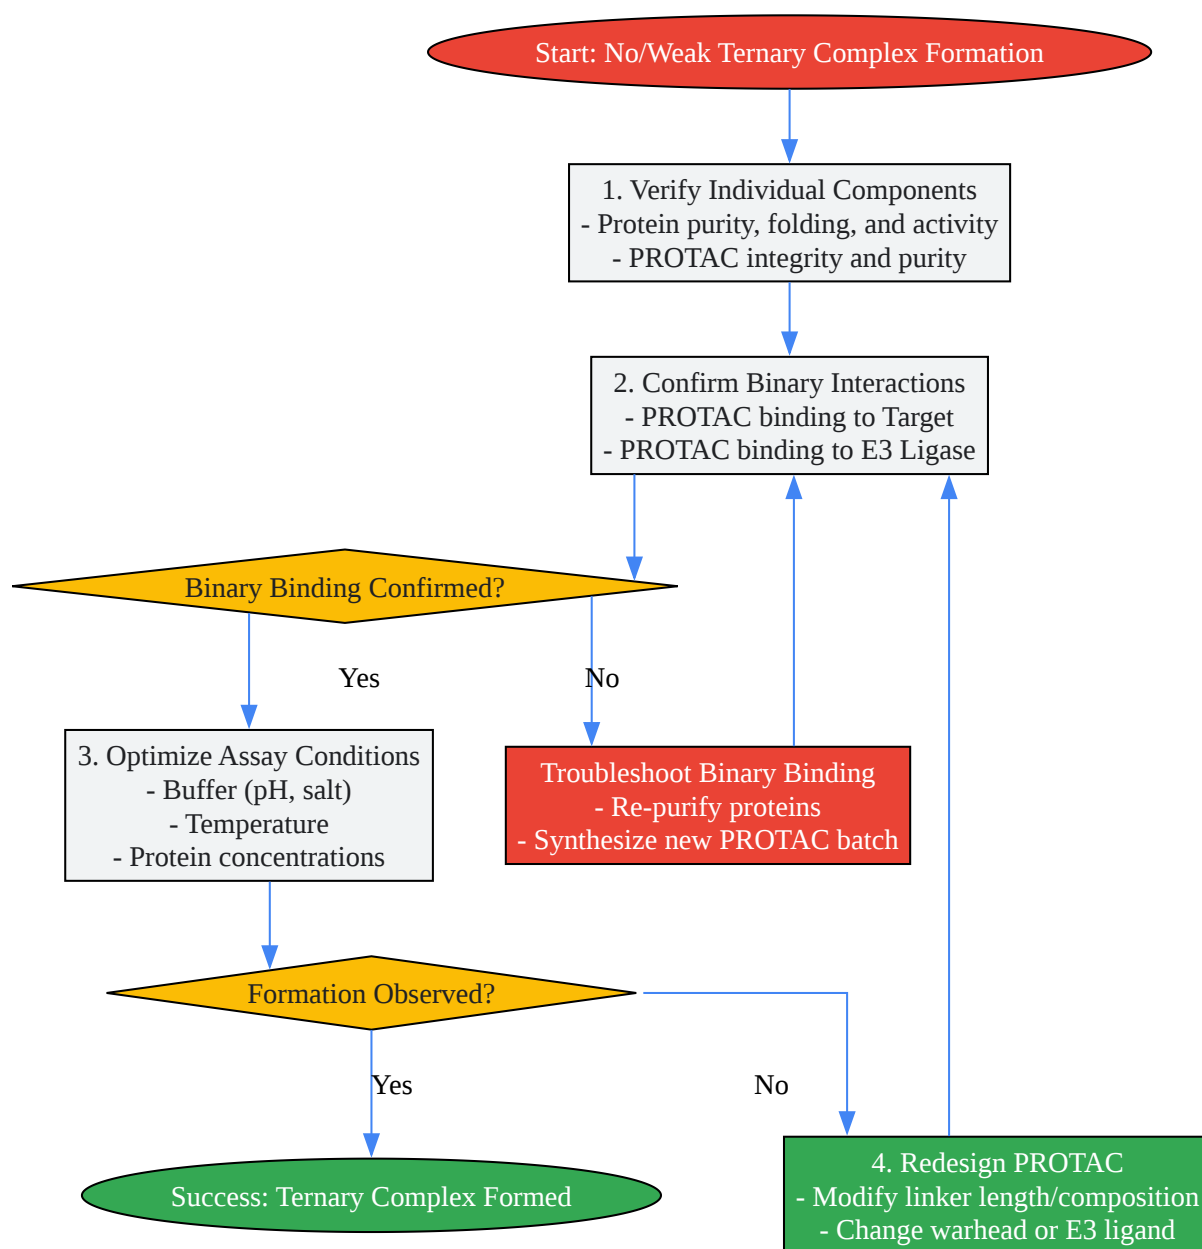 Start: No/Weak Ternary Complex Formation
1. Verify Individual Components
- Protein purity, folding, and activity
- PROTAC integrity and purity
2. Confirm Binary Interactions
- PROTAC binding to Target
- PROTAC binding to E3 Ligase
Binary Binding Confirmed?
Yes
No
3. Optimize Assay Conditions
- Buffer (pH, salt)
- Temperature
- Protein concentrations
Troubleshoot Binary Binding
- Re-purify proteins
- Synthesize new PROTAC batch
Formation Observed?
Yes
No
Success: Ternary Complex Formed
4. Redesign PROTAC
- Modify linker length/composition
- Change warhead or E3 ligand